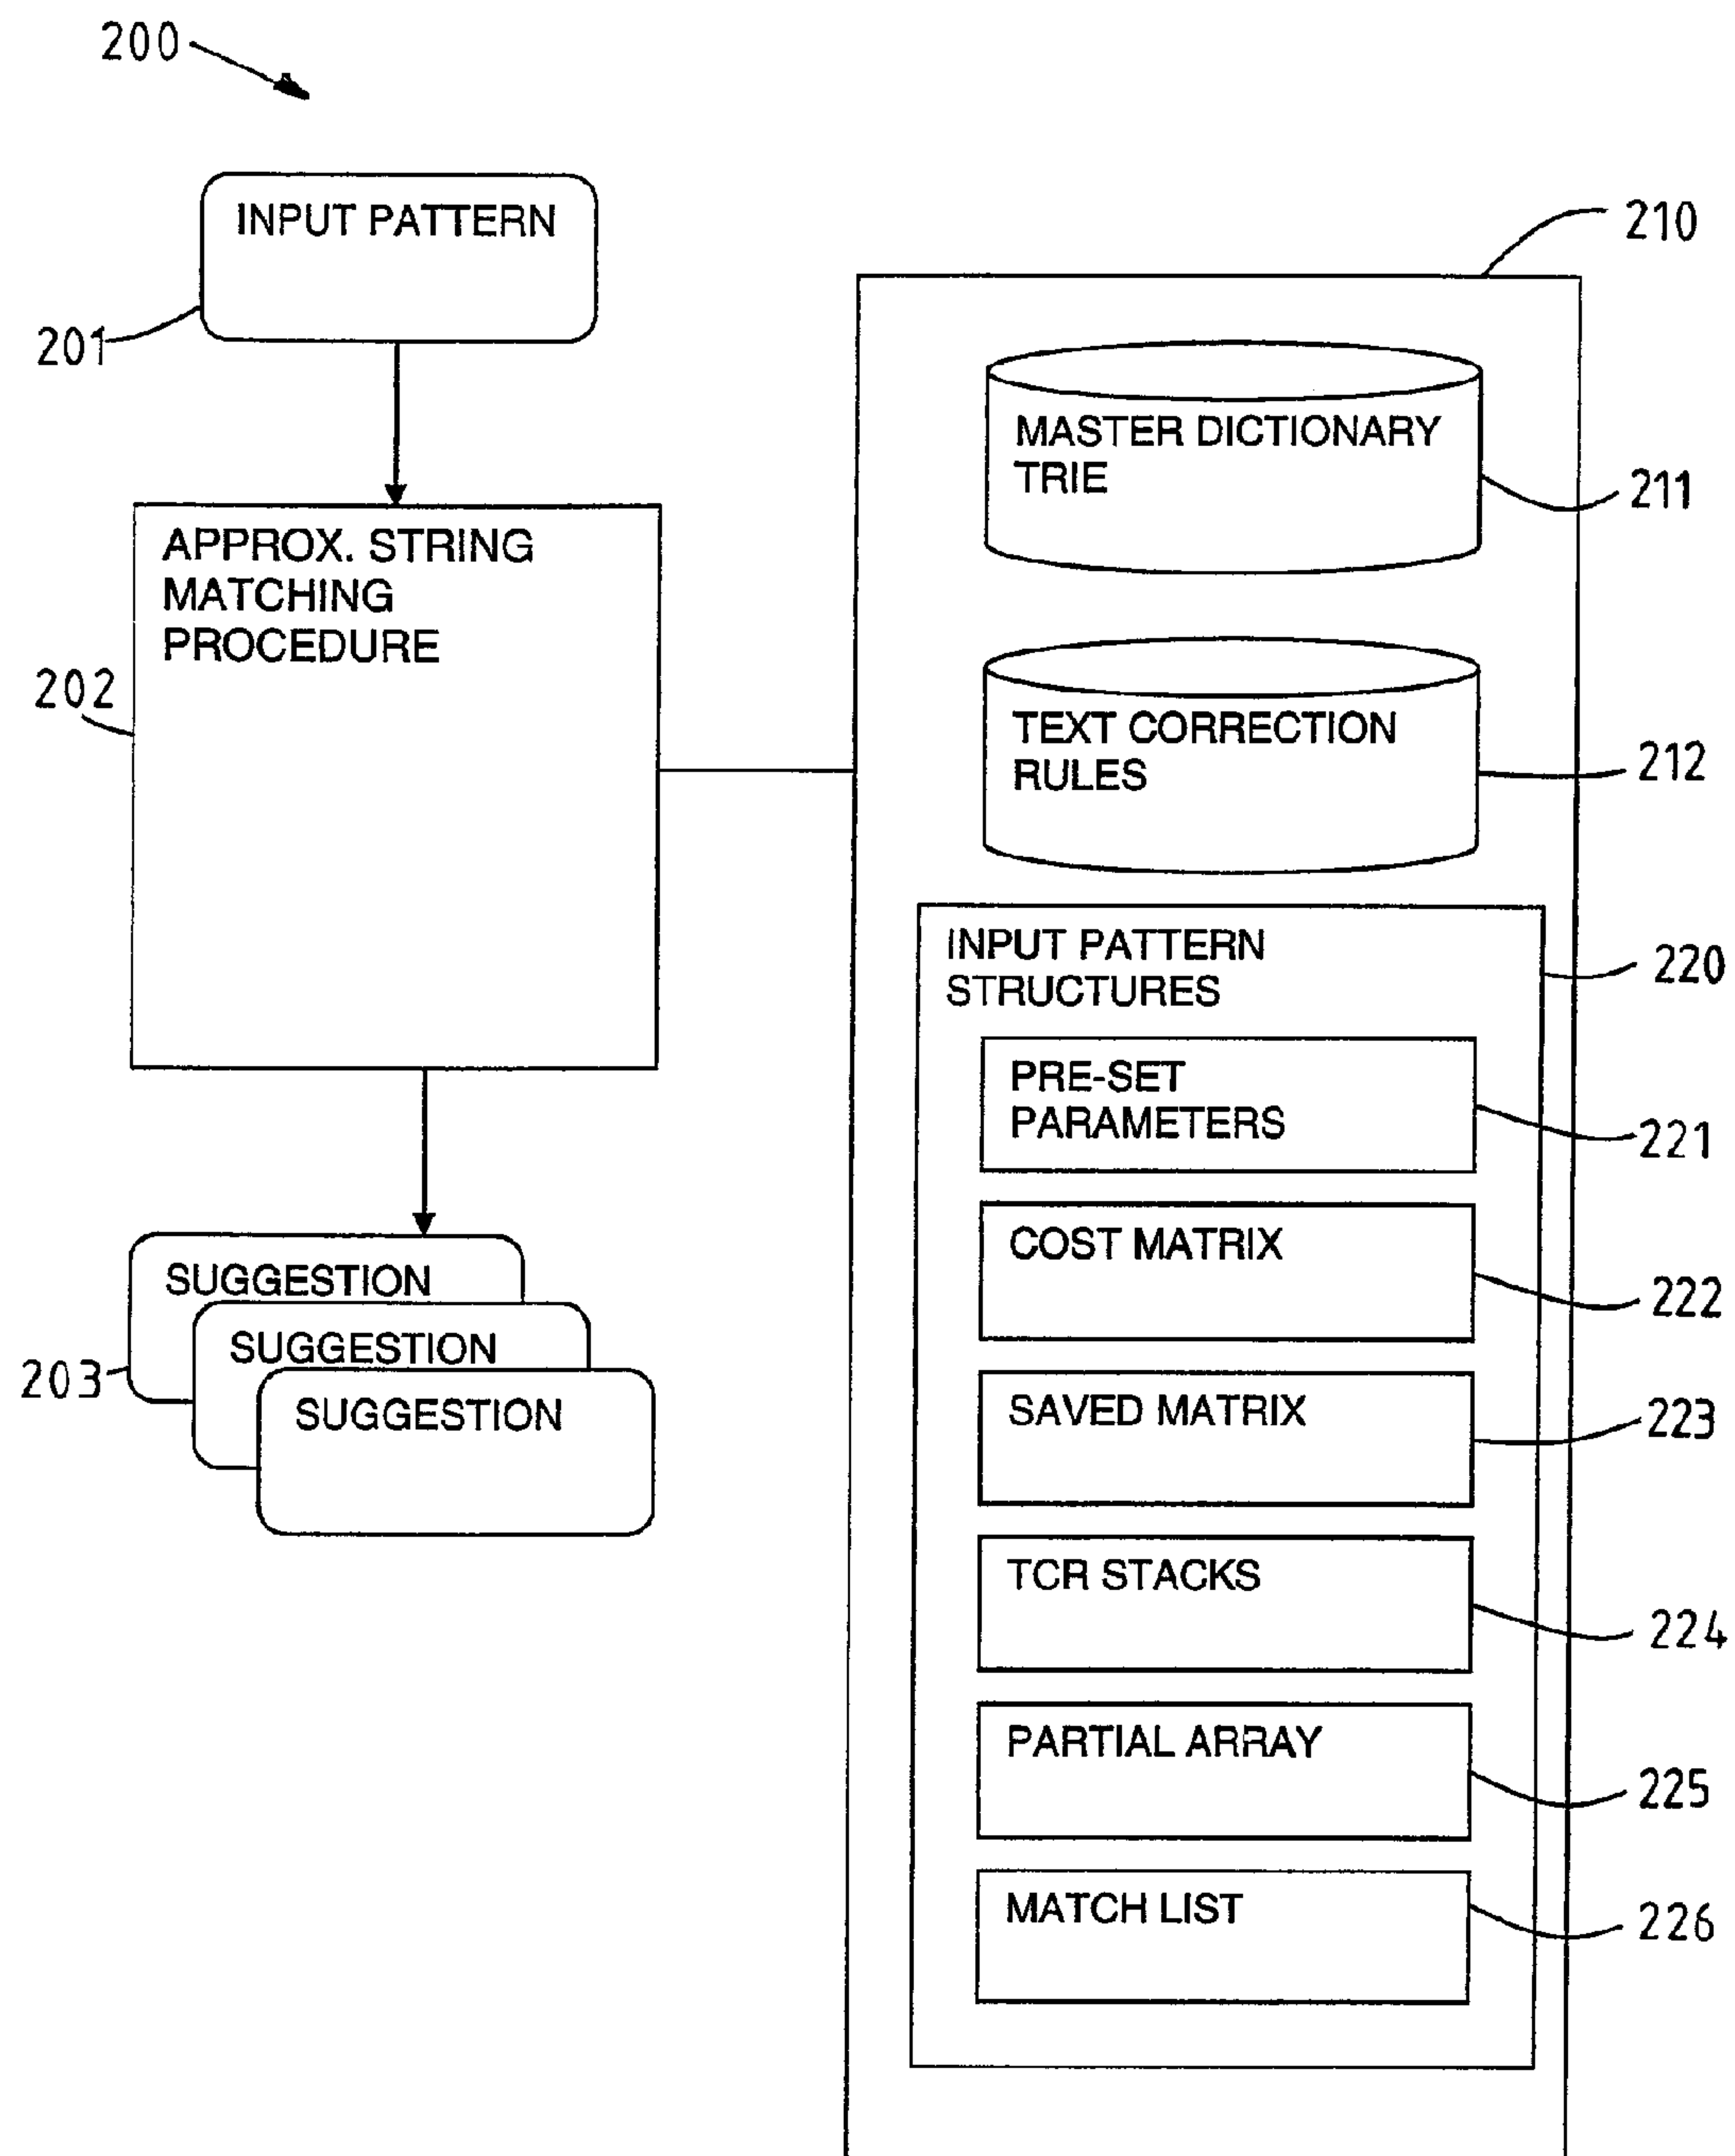 200
INPUT PATTERN
201
APPROX. STRING
MATCHING
PROCEDURE
202
SUGGESTION
SUGGESTION
SUGGESTION
203
210
MASTER DICTIONARY
TRIE
211
TEXT CORRECTION
RULES
212
INPUT PATTERN
STRUCTURES
220
PRE-SET
PARAMETERS
221
COST MATRIX
222
SAVED MATRIX
223
TCR STACKS
224
PARTIAL ARRAY
225
MATCH LIST
226